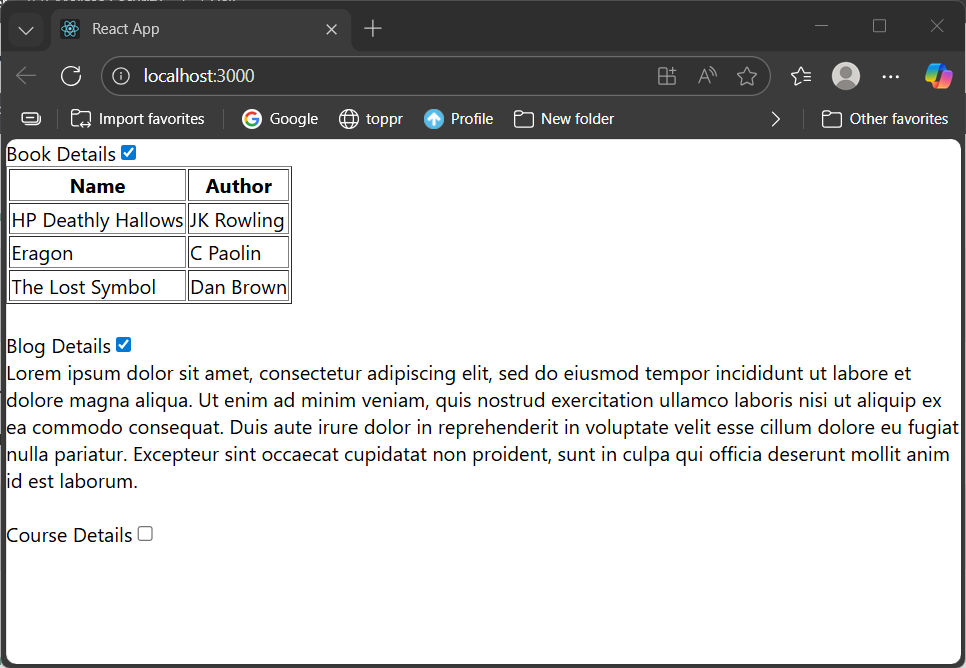 React App
localhost:3000
Import favorites Google toppr Profile New folder Other favorites
Book Details
Name Author
HP Deathly Hallows JK Rowling
Eragon C Paolin
The Lost Symbol Dan Brown
Blog Details
Lorem ipsum dolor sit amet, consectetur adipiscing elit, sed do eiusmod tempor incididunt ut labore et
dolore magna aliqua. Ut enim ad minim veniam, quis nostrud exercitation ullamco laboris nisi ut aliquip ex
ea commodo consequat. Duis aute irure dolor in reprehenderit in voluptate velit esse cillum dolore eu fugiat
nulla pariatur. Excepteur sint occaecat cupidatat non proident, sunt in culpa qui officia deserunt mollit anim
id est laborum.
Course Details